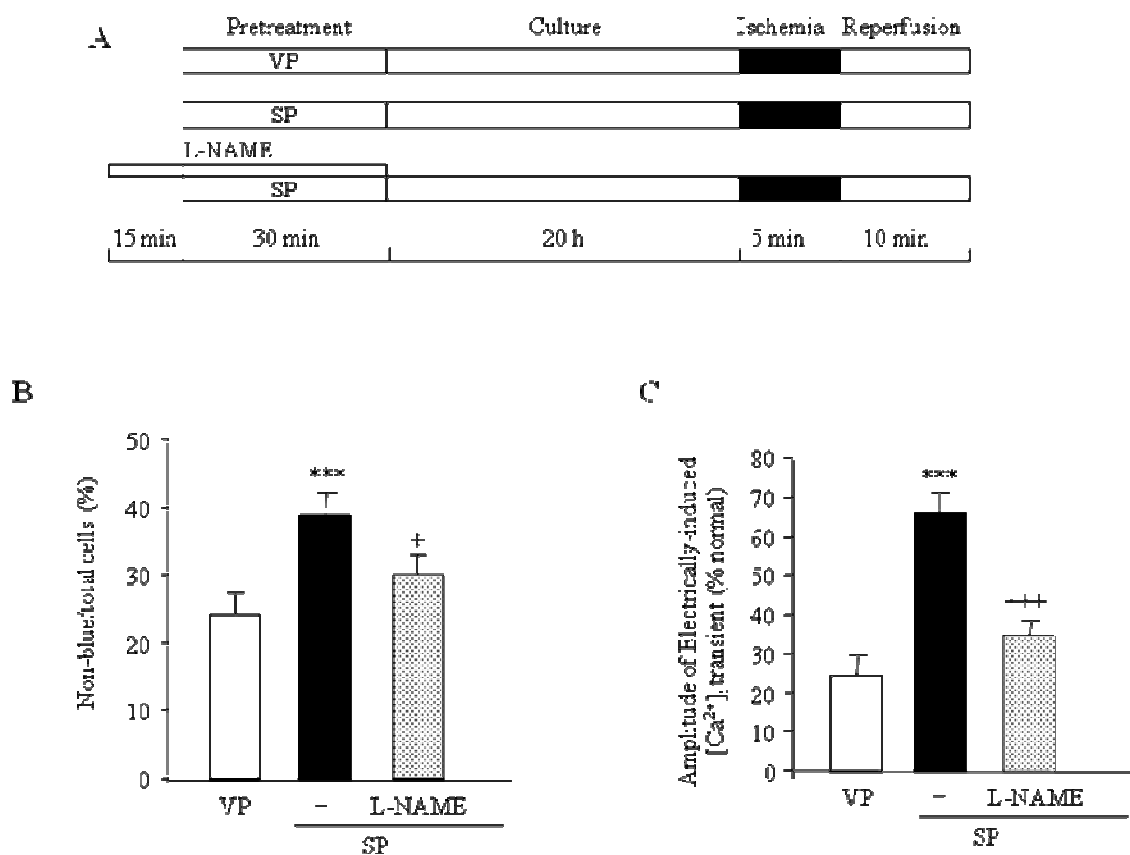 A
Pretreatment Culture Ischemia Reperfusion
VP
SP
L-NAME
SP
15 min 30 min 20 h 5 min 10 min
B
Non-blue/total cells (%)
50
40
30
20
10
0
***
+
VP – L-NAME
SP
C
Amplitude of Electrically-induced
[Ca²⁺]ᵢ transient (% normal)
80
70
60
50
40
30
20
10
0
***
+++
VP – L-NAME
SP